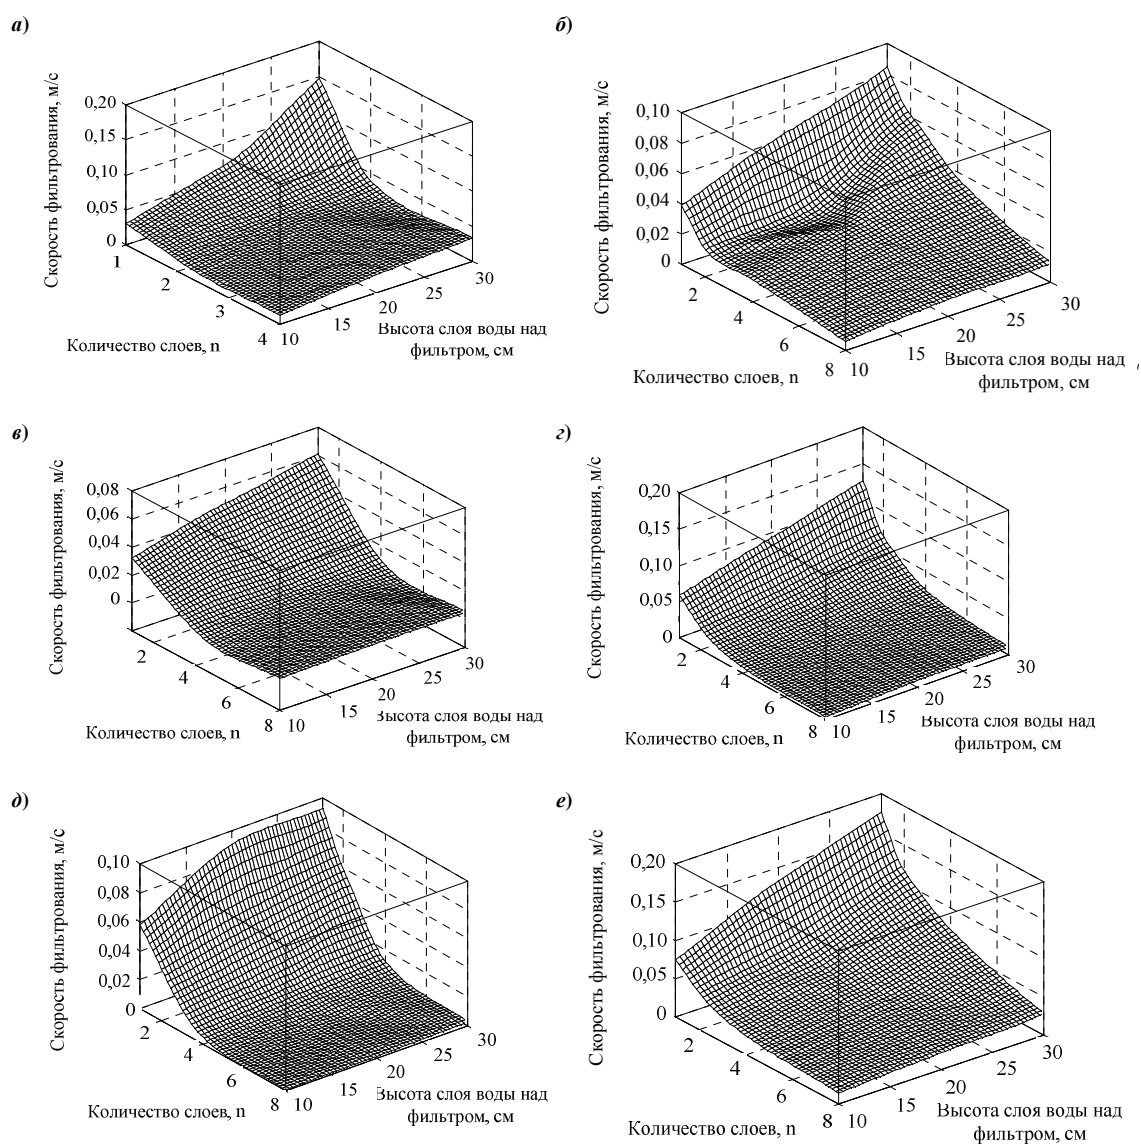 а)
Скорость фильтрования, м/с
0,20
0,15
0,10
0,05
0
1
2
3
4
10
15
20
25
30
Количество слоев, n
Высота слоя воды над
фильтром, см
б)
Скорость фильтрования, м/с
0,10
0,08
0,06
0,04
0,02
0
2
4
6
8
10
15
20
25
30
Количество слоев, n
Высота слоя воды над
фильтром, см
в)
Скорость фильтрования, м/с
0,08
0,06
0,04
0,02
0
2
4
6
8
10
15
20
25
30
Количество слоев, n
Высота слоя воды над
фильтром, см
г)
Скорость фильтрования, м/с
0,20
0,15
0,10
0,05
0
2
4
6
8
10
15
20
25
30
Количество слоев, n
Высота слоя воды над
фильтром, см
д)
Скорость фильтрования, м/с
0,10
0,08
0,06
0,04
0,02
0
2
4
6
8
10
15
20
25
30
Количество слоев, n
Высота слоя воды над
фильтром, см
е)
Скорость фильтрования, м/с
0,20
0,15
0,10
0,05
0
2
4
6
8
10
15
20
25
30
Количество слоев, n
Высота слоя воды над
фильтром, см